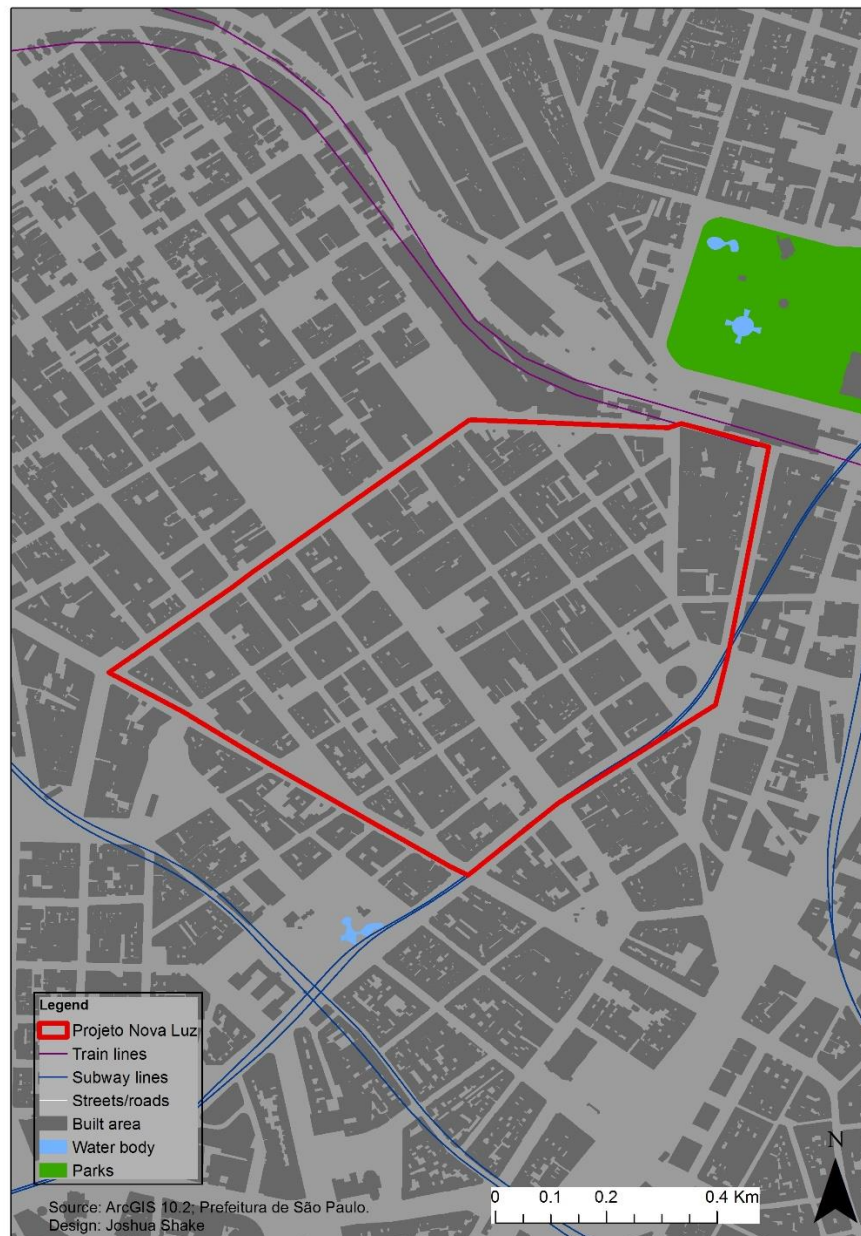 Legend
Projeto Nova Luz
Train lines
Subway lines
Streets/roads
Built area
Water body
Parks
Source: ArcGIS 10.2; Prefeitura de São Paulo.
Design: Joshua Shake
0 0.1 0.2 0.4 Km
N